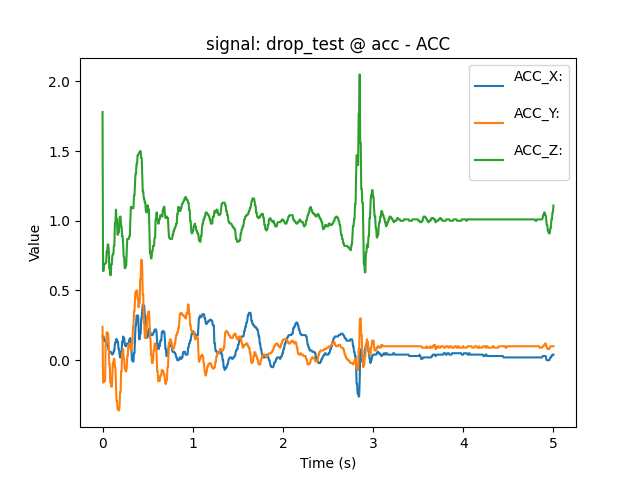 signal: drop_test @ acc - ACC
ACC_X:
ACC_Y:
ACC_Z:
Value
2.0
1.5
1.0
0.5
0.0
0 1 2 3 4 5
Time (s)